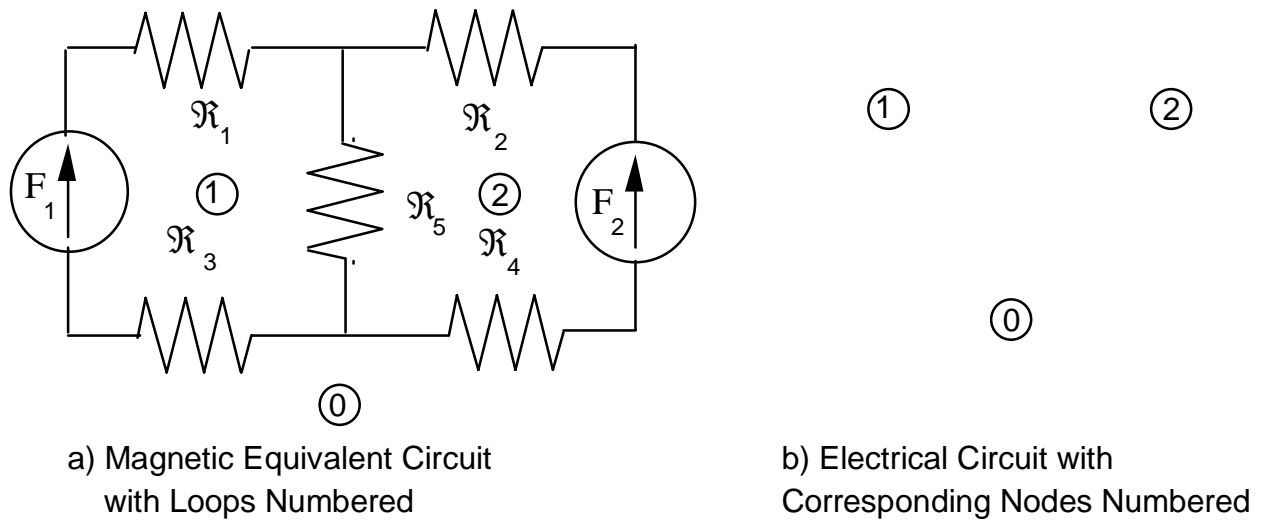 ℜ1
ℜ2
1
2
F1
1
ℜ5
2
F2
ℜ3
ℜ4
0
0
a) Magnetic Equivalent Circuit
with Loops Numbered
b) Electrical Circuit with
Corresponding Nodes Numbered